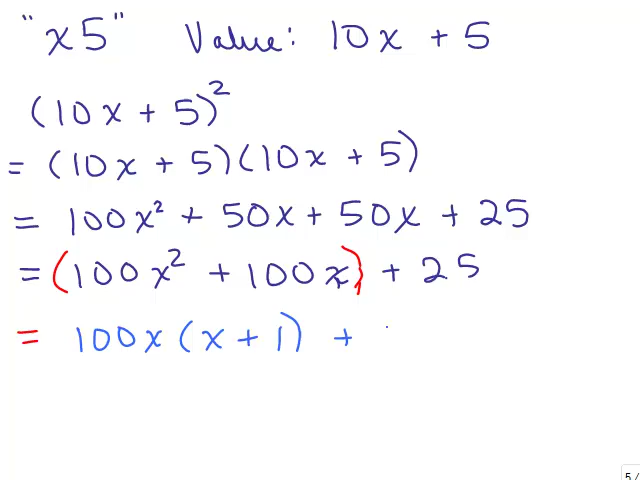 "x5" Value: 10x + 5
(10x + 5)²
= (10x + 5)(10x + 5)
= 100x² + 50x + 50x + 25
= (100x² + 100x) + 25
= 100x(x + 1) +
5/